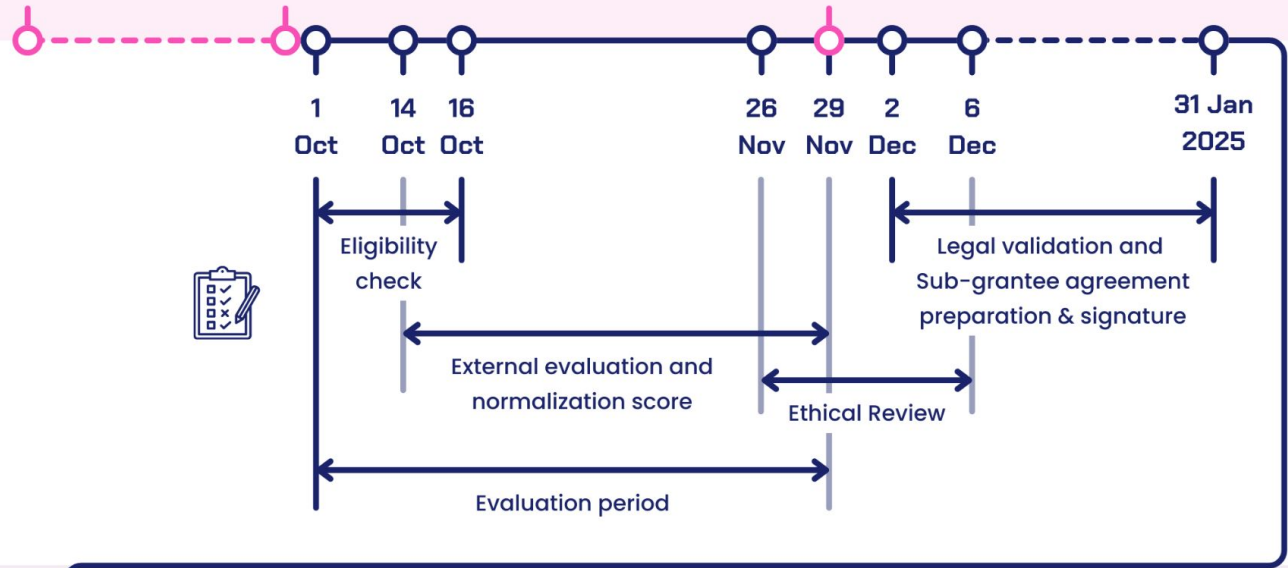 1 Oct
14 Oct
16 Oct
26 Nov
29 Nov
2 Dec
6 Dec
31 Jan 2025
Eligibility
check
Legal validation and
Sub-grantee agreement
preparation & signature
External evaluation and
normalization score
Ethical Review
Evaluation period